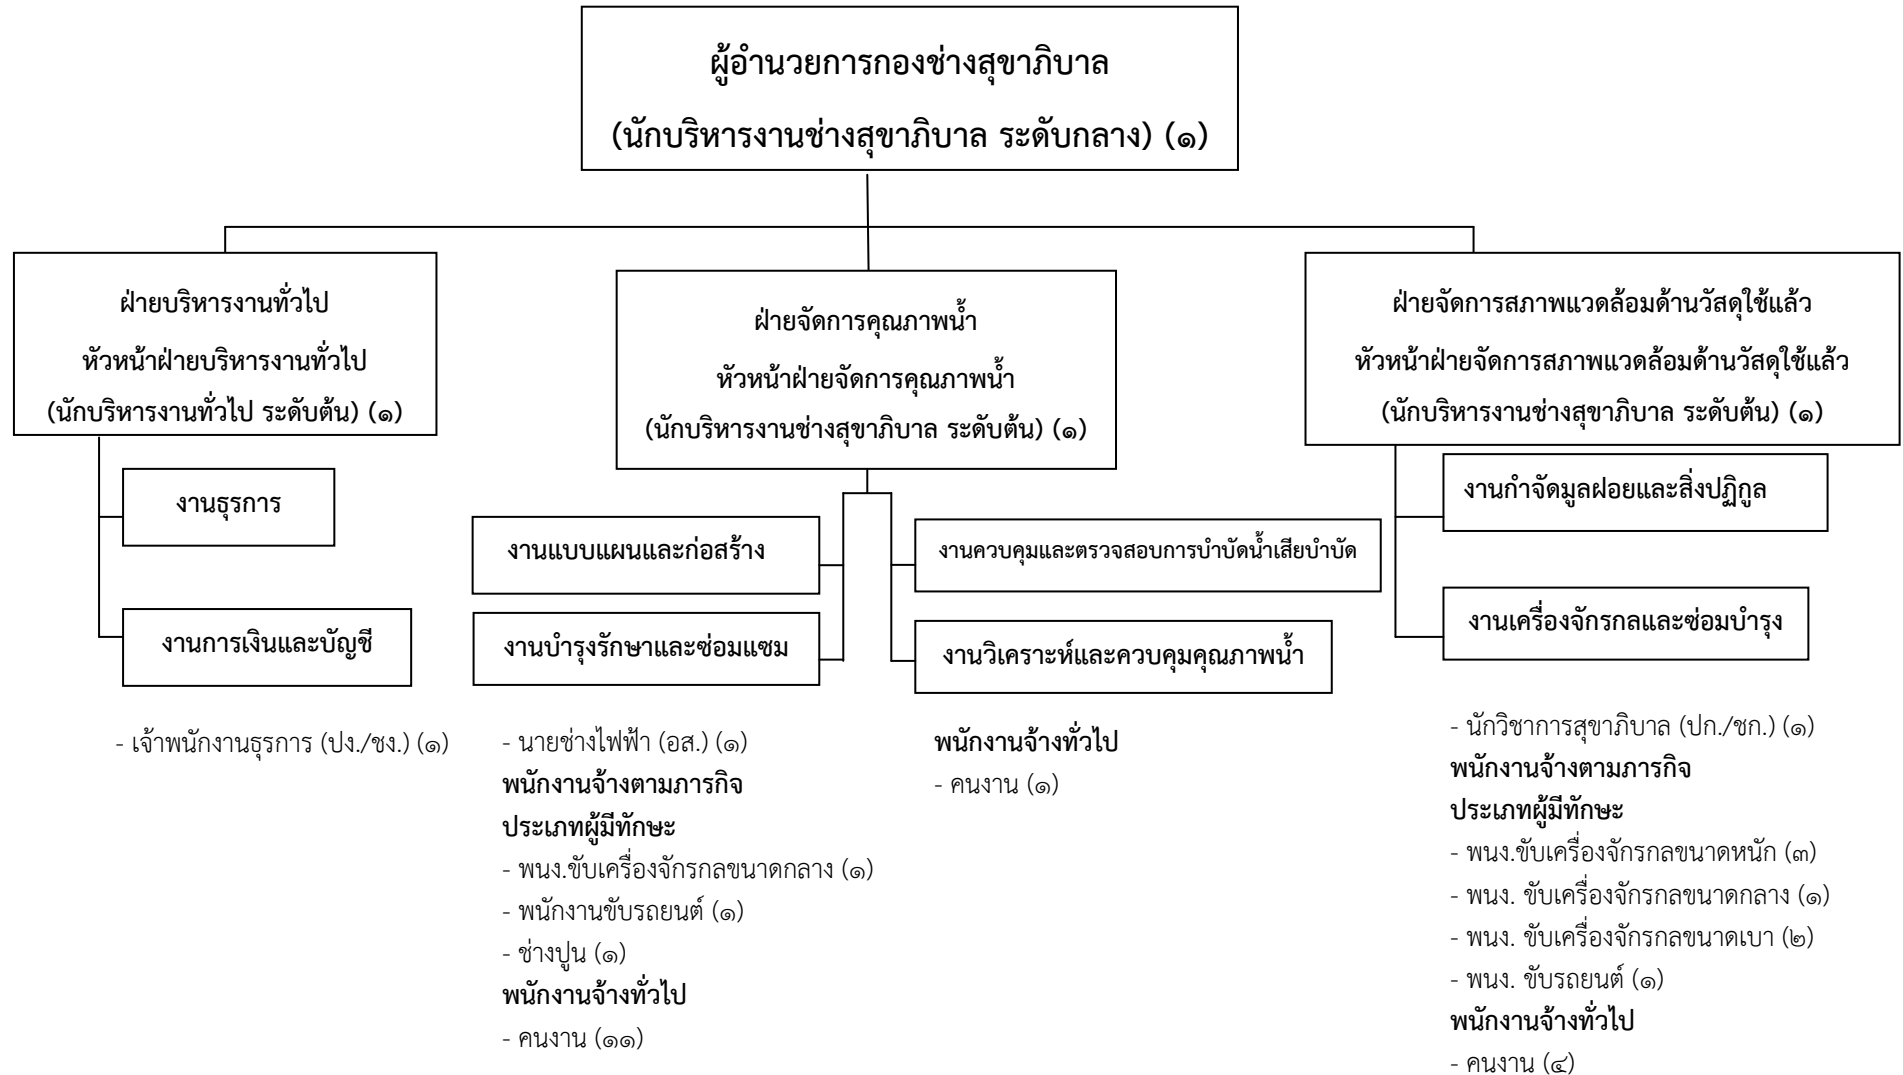 ผู้อำนวยการกองช่างสุขาภิบาล
(นักบริหารงานช่างสุขาภิบาล ระดับกลาง) (๑)
ฝ่ายบริหารงานทั่วไป
หัวหน้าฝ่ายบริหารงานทั่วไป
(นักบริหารงานทั่วไป ระดับต้น) (๑)
งานธุรการ
งานการเงินและบัญชี
- เจ้าพนักงานธุรการ (ปง./ชง.) (๑)
ฝ่ายจัดการคุณภาพน้ำ
หัวหน้าฝ่ายจัดการคุณภาพน้ำ
(นักบริหารงานช่างสุขาภิบาล ระดับต้น) (๑)
งานแบบแผนและก่อสร้าง
งานบำรุงรักษาและซ่อมแซม
- นายช่างไฟฟ้า (อส.) (๑)
พนักงานจ้างตามภารกิจ
ประเภทผู้มีทักษะ
- พนง.ขับเครื่องจักรกลขนาดกลาง (๑)
- พนักงานขับรถยนต์ (๑)
- ช่างปูน (๑)
พนักงานจ้างทั่วไป
- คนงาน (๑๑)
งานควบคุมและตรวจสอบการบำบัดน้ำเสียบำบัด
งานวิเคราะห์และควบคุมคุณภาพน้ำ
พนักงานจ้างทั่วไป
- คนงาน (๑)
ฝ่ายจัดการสภาพแวดล้อมด้านวัสดุใช้แล้ว
หัวหน้าฝ่ายจัดการสภาพแวดล้อมด้านวัสดุใช้แล้ว
(นักบริหารงานช่างสุขาภิบาล ระดับต้น) (๑)
งานกำจัดมูลฝอยและสิ่งปฏิกูล
งานเครื่องจักรกลและซ่อมบำรุง
- นักวิชาการสุขาภิบาล (ปก./ชก.) (๑)
พนักงานจ้างตามภารกิจ
ประเภทผู้มีทักษะ
- พนง.ขับเครื่องจักรกลขนาดหนัก (๓)
- พนง. ขับเครื่องจักรกลขนาดกลาง (๑)
- พนง. ขับเครื่องจักรกลขนาดเบา (๒)
- พนง. ขับรถยนต์ (๑)
พนักงานจ้างทั่วไป
- คนงาน (๔)